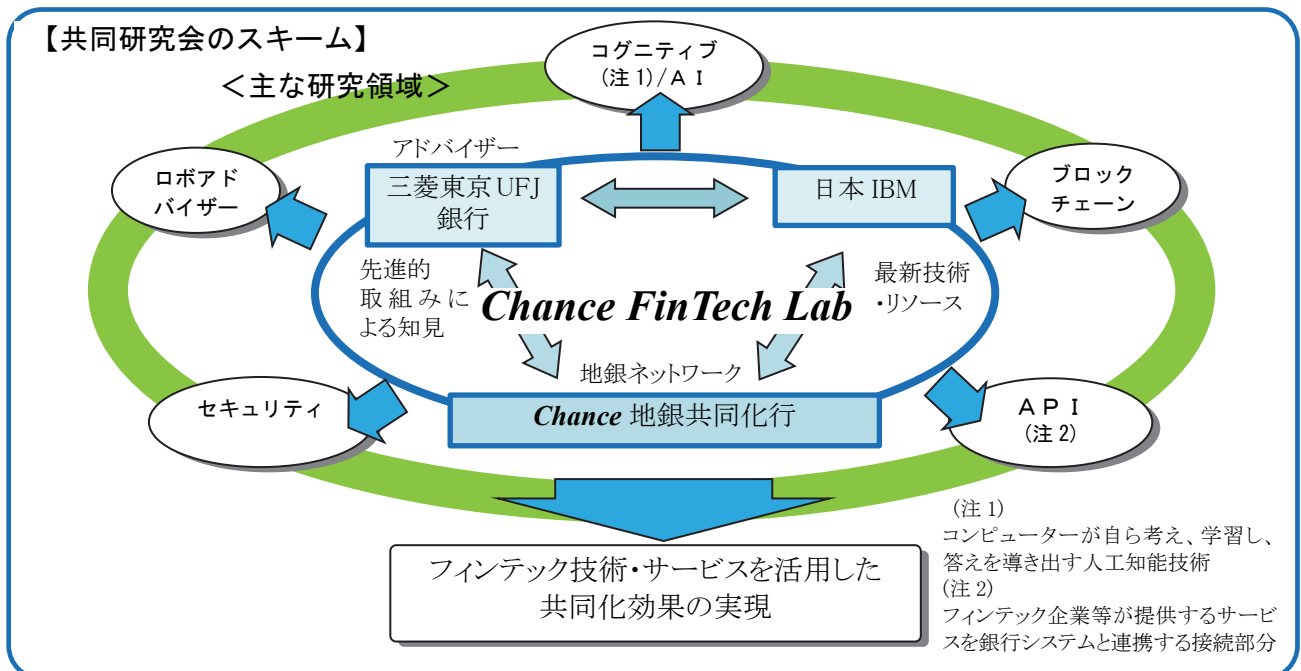 【共同研究会のスキーム】
＜主な研究領域＞
コグニティブ
(注1)/ＡＩ
ロボアド
バイザー
アドバイザー
三菱東京UFJ
銀行
日本 IBM
ブロック
チェーン
先進的
取組みに
よる知見
Chance FinTech Lab
最新技術
・リソース
地銀ネットワーク
Chance 地銀共同化行
セキュリティ
ＡＰＩ
(注2)
フィンテック技術・サービスを活用した
共同化効果の実現
(注1)
コンピューターが自ら考え、学習し、
答えを導き出す人工知能技術
(注2)
フィンテック企業等が提供するサービ
スを銀行システムと連携する接続部分